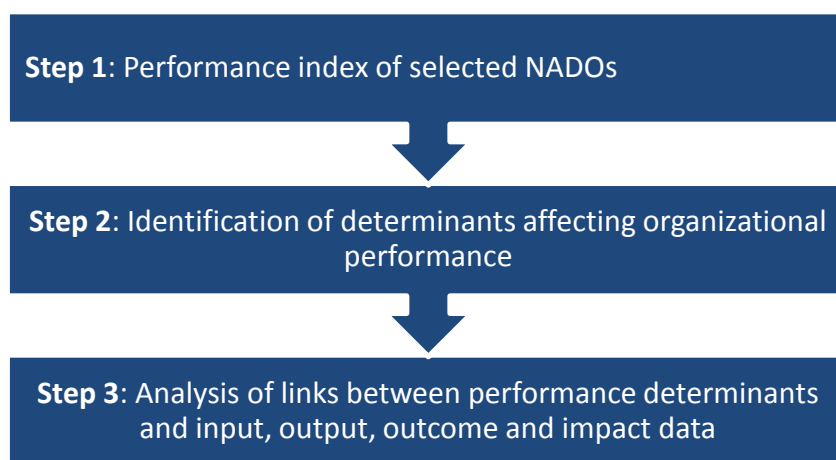 Step 1: Performance index of selected NADOs
Step 2: Identification of determinants affecting organizational
performance
Step 3: Analysis of links between performance determinants
and input, output, outcome and impact data